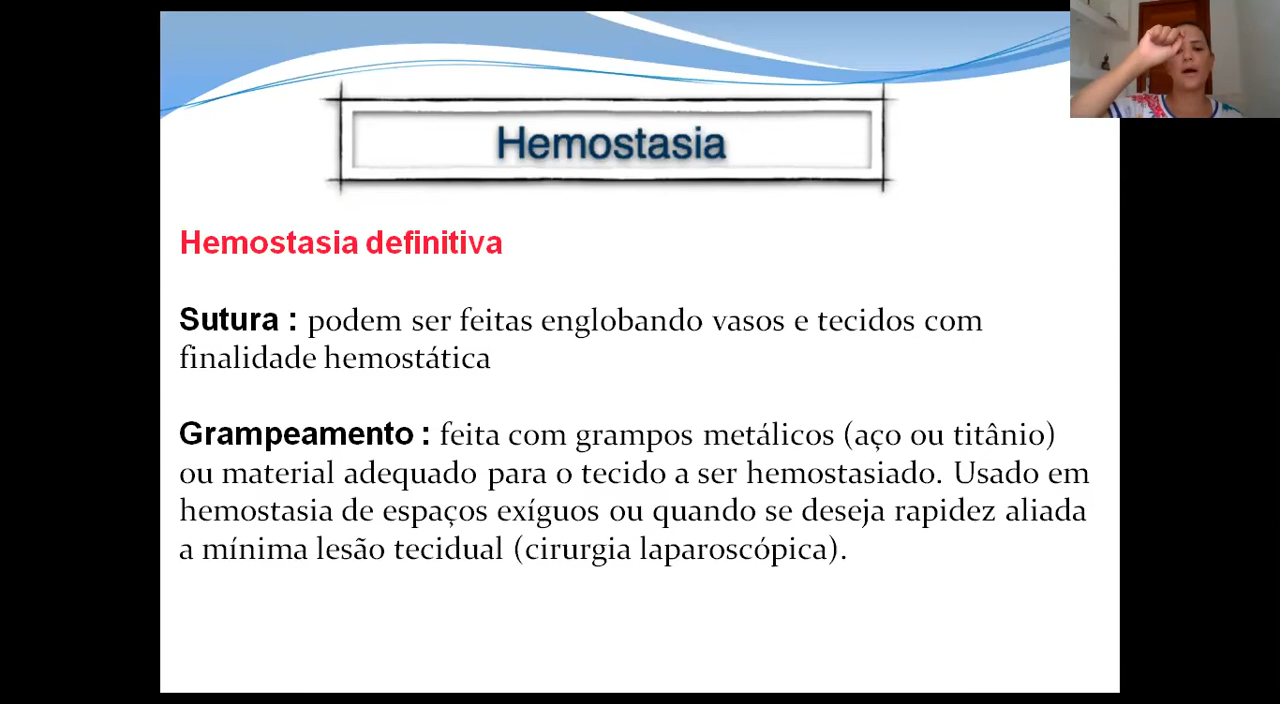 Hemostasia
Hemostasia definitiva
Sutura : podem ser feitas englobando vasos e tecidos com
finalidade hemostática
Grampeamento : feita com grampos metálicos (aço ou titânio)
ou material adequado para o tecido a ser hemostasiado. Usado em
hemostasia de espaços exíguos ou quando se deseja rapidez aliada
a mínima lesão tecidual (cirurgia laparoscópica).